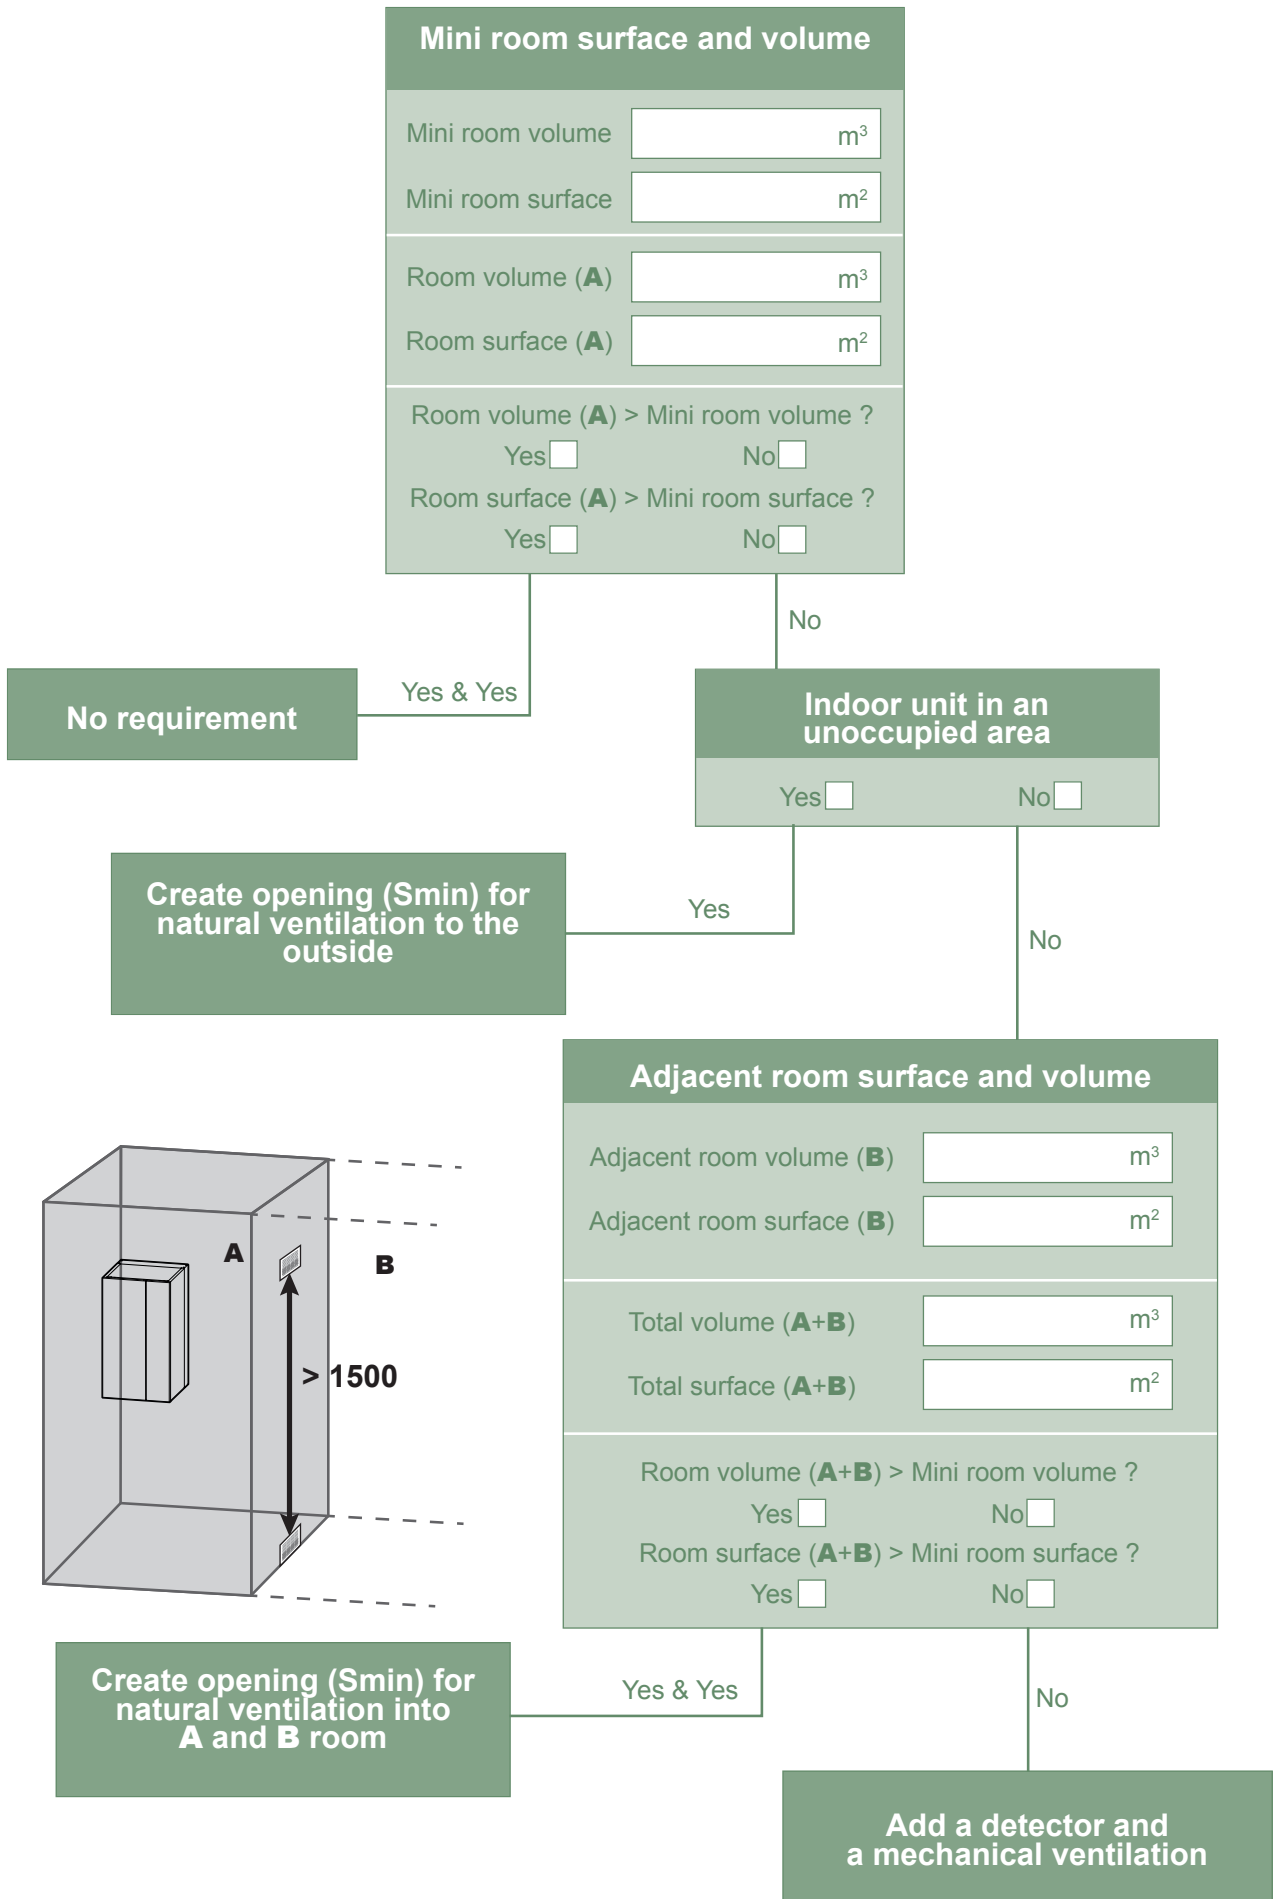 Mini room surface and volume
Mini room volume m³
Mini room surface m²
Room volume (A) m³
Room surface (A) m²
Room volume (A) > Mini room volume ?
Yes No
Room surface (A) > Mini room surface ?
Yes No
No
Yes & Yes
No requirement
Indoor unit in an
unoccupied area
Yes No
Create opening (Smin) for
natural ventilation to the
outside
Yes
No
Adjacent room surface and volume
Adjacent room volume (B) m³
Adjacent room surface (B) m²
Total volume (A+B) m³
Total surface (A+B) m²
Room volume (A+B) > Mini room volume ?
Yes No
Room surface (A+B) > Mini room surface ?
Yes No
A
B
> 1500
Create opening (Smin) for
natural ventilation into
A and B room
Yes & Yes
No
Add a detector and
a mechanical ventilation